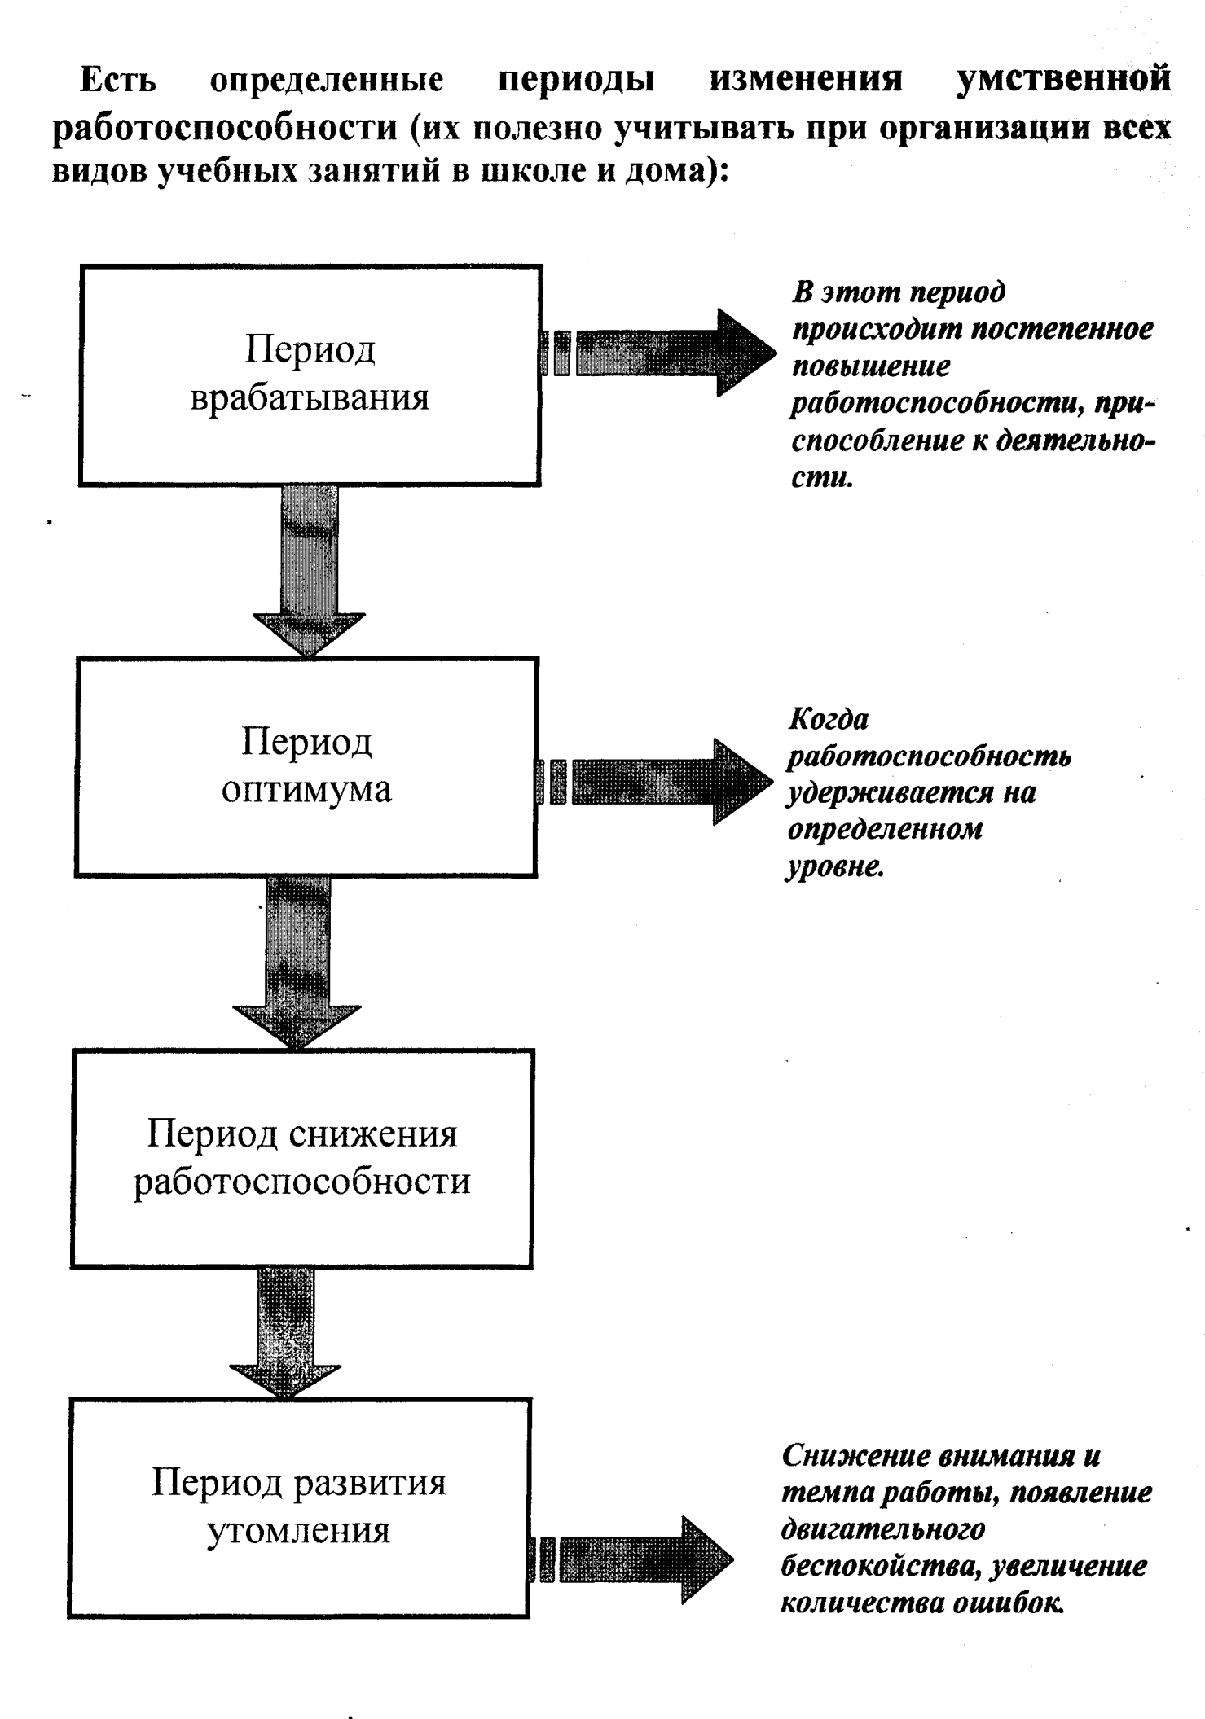 Есть определенные периоды изменения умственной
работоспособности (их полезно учитывать при организации всех
видов учебных занятий в школе и дома):
Период
врабатывания
В этот период
происходит постепенное
повышение
работоспособности, при-
способление к деятельно-
сти.
Период
оптимума
Когда
работоспособность
удерживается на
определенном
уровне.
Период снижения
работоспособности
Период развития
утомления
Снижение внимания и
темпа работы, появление
двигательного
беспокойства, увеличение
количества ошибок.